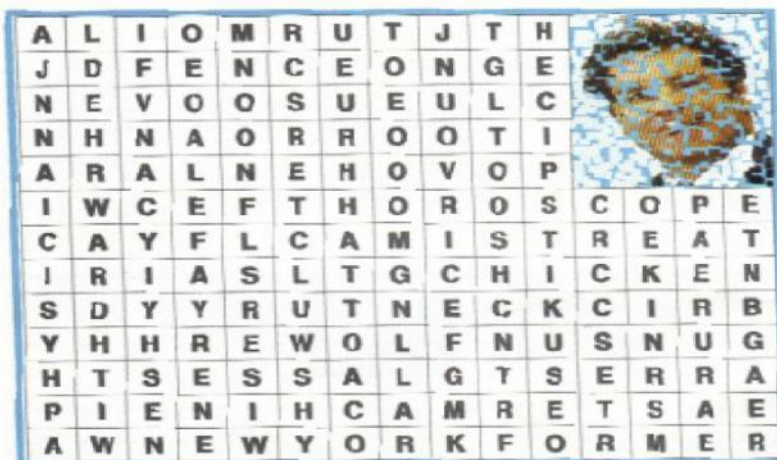 A L I O M R U T J T H
J D F E N C E O N G E
N E V O O S U E U L C
N H N A O R R O O T I
A R A L N E H O V O P
I W C E F T H O R O S C O P E
C A Y F L C A M I S T R E A T
I R I A S L T G C H I C K E N
S D Y Y R U T N E C K C I R B
Y H H R E W O L F N U S N U G
H T S E S S A L G T S E R R A
P I E N I H C A M R E T S A E
A W N E W Y O R K F O R M E R